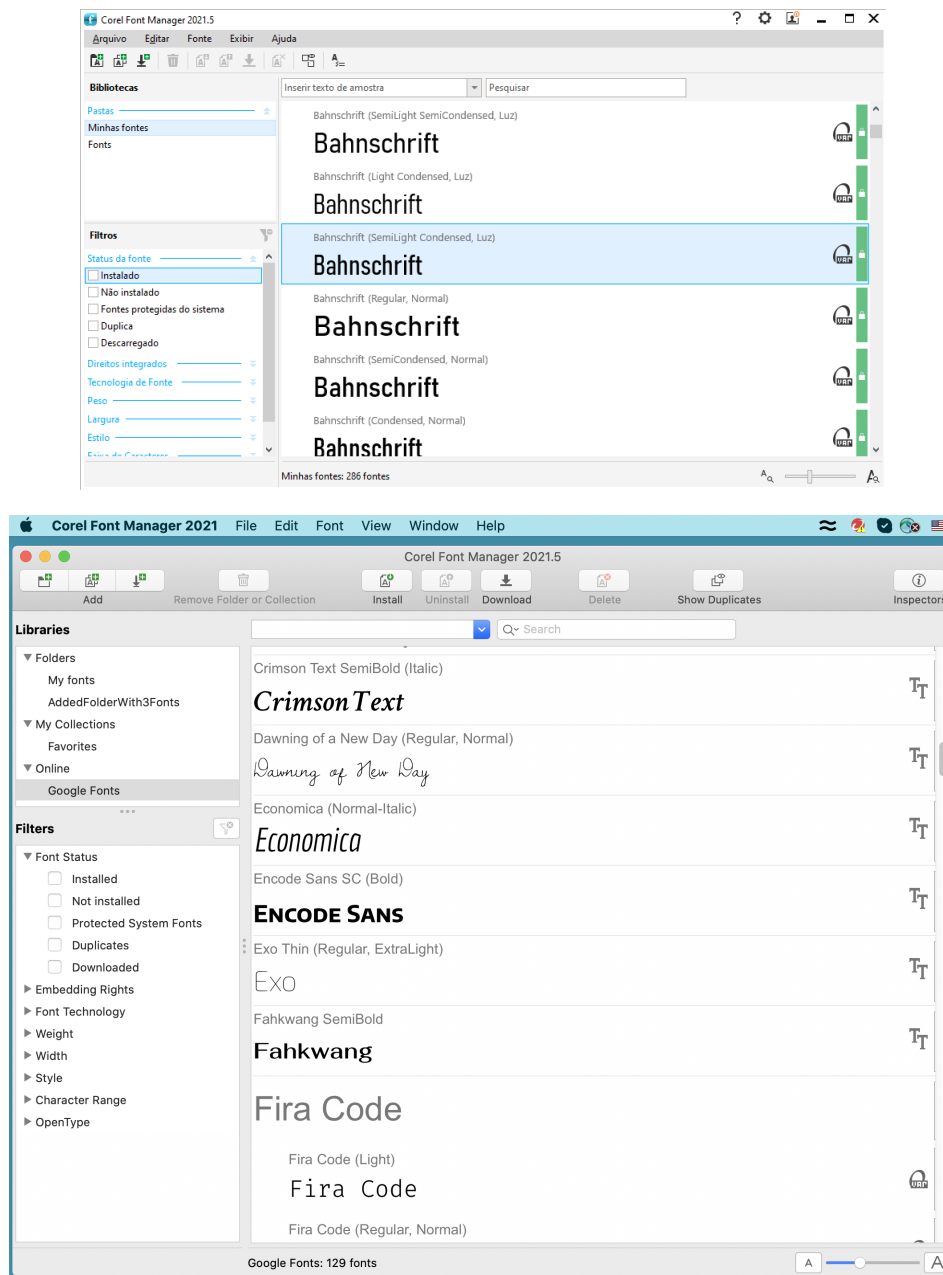 Corel Font Manager 2021.5
Arquivo Editar Fonte Exibir Ajuda
Bibliotecas
Inserir texto de amostra
Pesquisar
Pastas
Minhas fontes
Fonts
Filtros
Status da fonte
Instalado
Não instalado
Fontes protegidas do sistema
Duplica
Descarregado
Direitos integrados
Tecnologia de Fonte
Peso
Largura
Estilo
Faixa de Caracteres
Bahnschrift (SemiLight SemiCondensed, Luz)
Bahnschrift
Bahnschrift (Light Condensed, Luz)
Bahnschrift
Bahnschrift (SemiLight Condensed, Luz)
Bahnschrift
Bahnschrift (Regular, Normal)
Bahnschrift
Bahnschrift (SemiCondensed, Normal)
Bahnschrift
Bahnschrift (Condensed, Normal)
Bahnschrift
Minhas fontes: 286 fontes
Corel Font Manager 2021 File Edit Font View Window Help
Corel Font Manager 2021.5
Add Remove Folder or Collection Install Uninstall Download Delete Show Duplicates Inspectors
Libraries
Search
Folders
My fonts
AddedFolderWith3Fonts
My Collections
Favorites
Online
Google Fonts
Filters
Font Status
Installed
Not installed
Protected System Fonts
Duplicates
Downloaded
Embedding Rights
Font Technology
Weight
Width
Style
Character Range
OpenType
Crimson Text SemiBold (Italic)
Crimson Text
Dawning of a New Day (Regular, Normal)
Dawning of New Day
Economica (Normal-Italic)
Economica
Encode Sans SC (Bold)
Encode Sans
Exo Thin (Regular, ExtraLight)
Exo
Fahkwang SemiBold
Fahkwang
Fira Code
Fira Code (Light)
Fira Code
Fira Code (Regular, Normal)
Google Fonts: 129 fonts